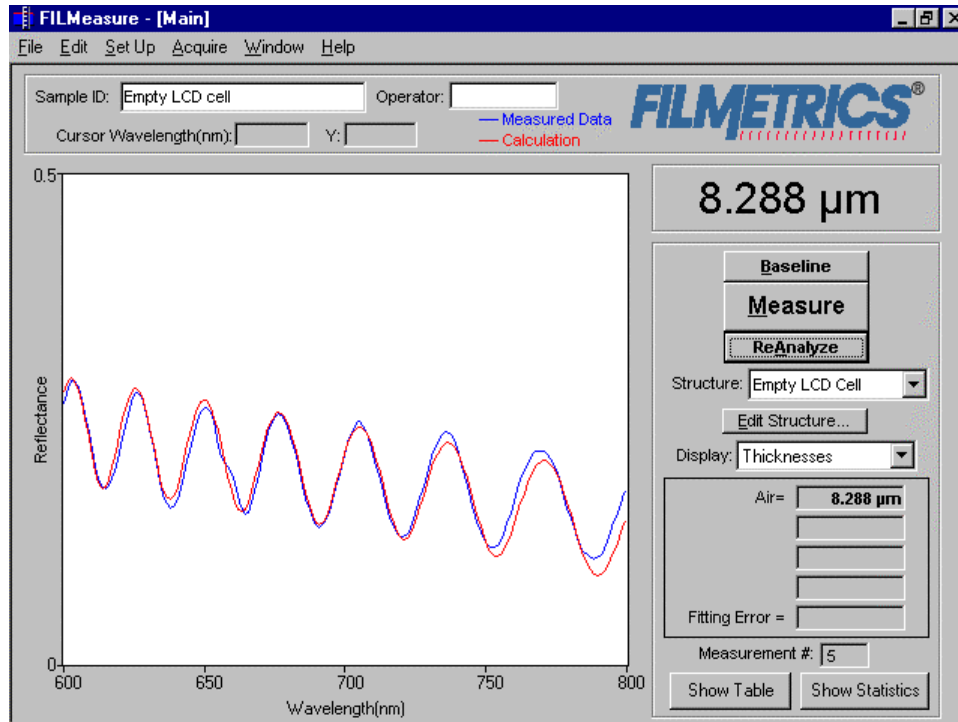 FILMeasure - [Main]
File Edit Set Up Acquire Window Help
Sample ID: Empty LCD cell Operator:
Cursor Wavelength(nm): Y:
Measured Data
Calculation
FILMETRICS®
8.288 µm
Baseline
Measure
ReAnalyze
Structure: Empty LCD Cell
Edit Structure...
Display: Thicknesses
Air= 8.288 µm
Fitting Error =
Measurement #: 5
Show Table Show Statistics
0.5
Reflectance
0
600 650 700 750 800
Wavelength(nm)